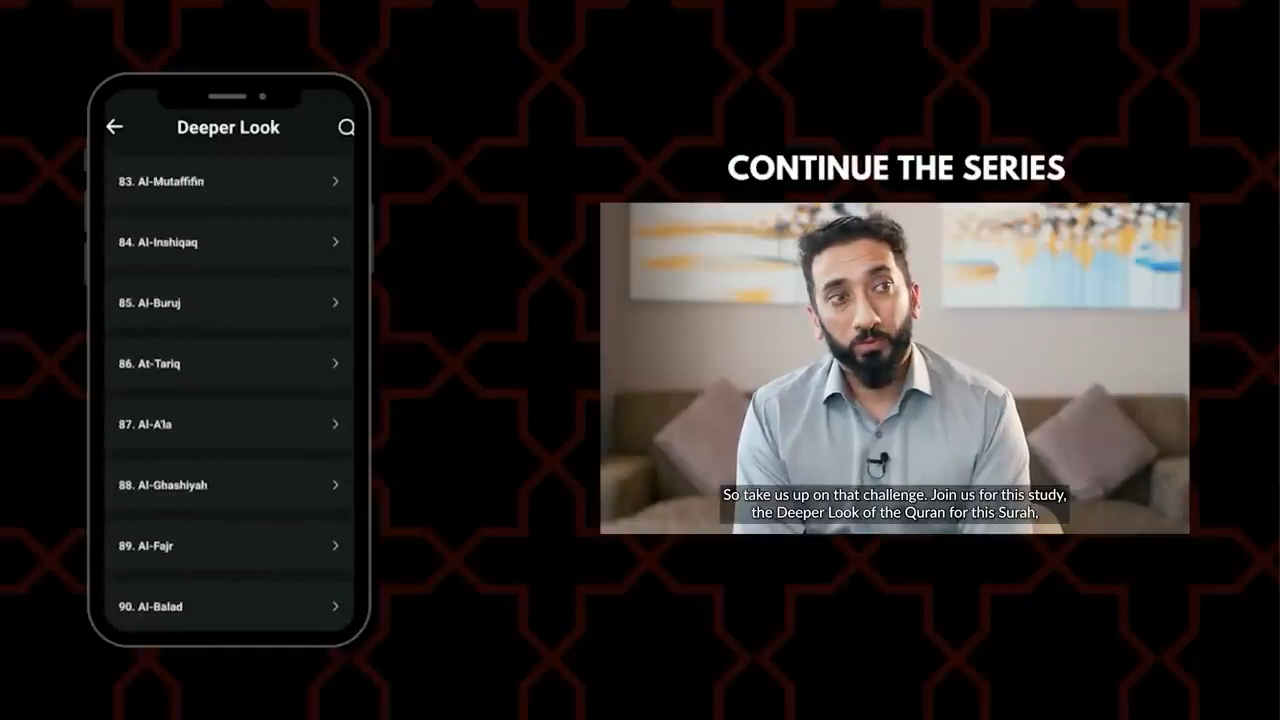 Deeper Look
83. Al-Mutaffifin
84. Al-Inshiqaq
85. Al-Buruj
86. At-Tariq
87. Al-A'la
88. Al-Ghashiyah
89. Al-Fajr
90. Al-Balad
CONTINUE THE SERIES
So take us up on that challenge. Join us for this study,
the Deeper Look of the Quran for this Surah,